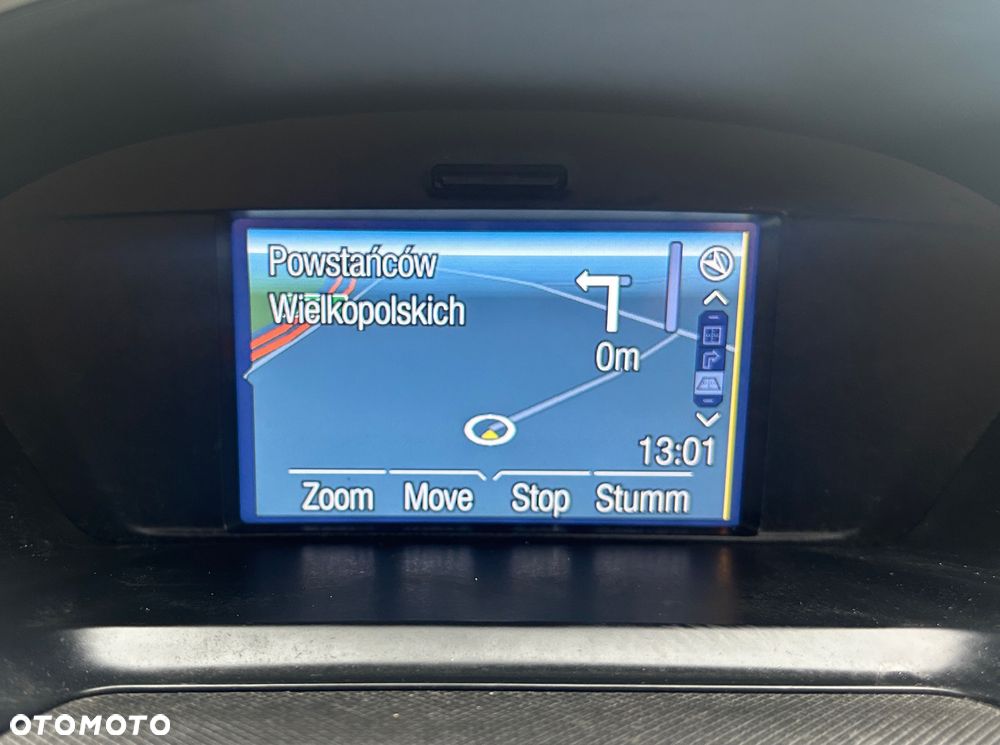 Powstańców
Wielkopolskich
0m
13:01
Zoom Move Stop Stumm
OTOMOTO